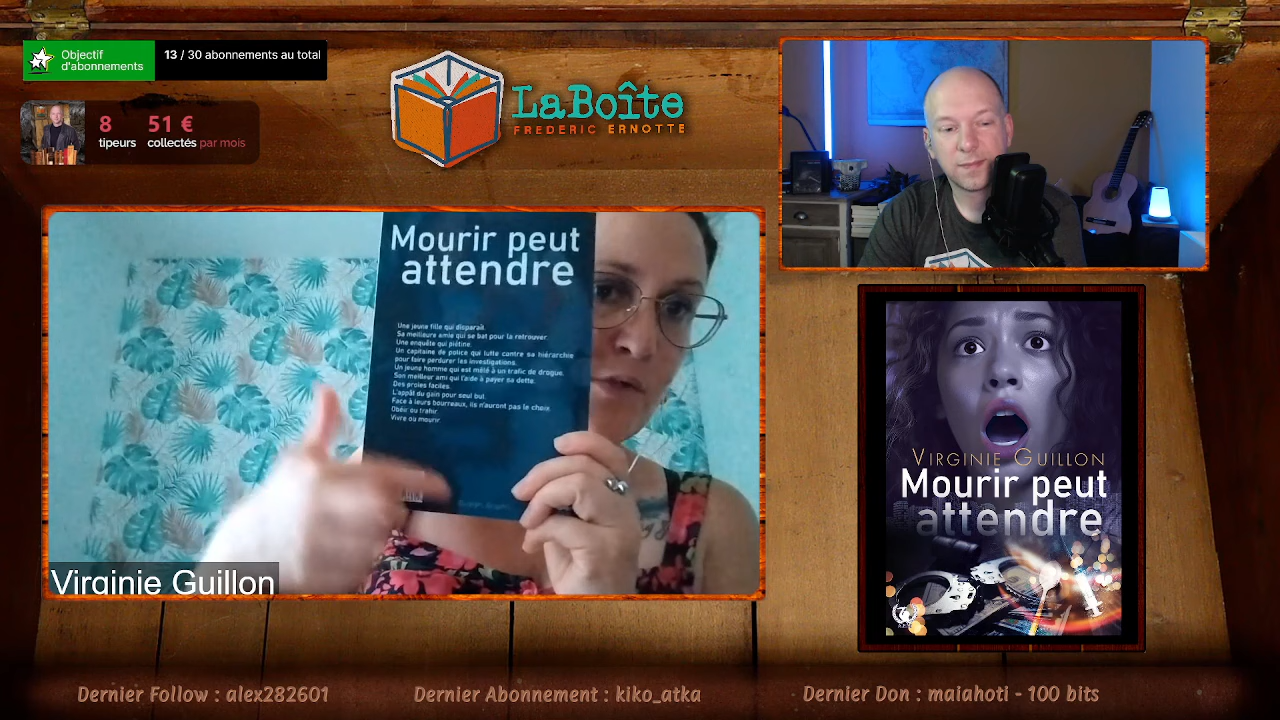 Objectif
d'abonnements
13 / 30 abonnements au total
8
tipeurs
51 €
collectés par mois
LaBoîte
FREDERIC ERNOTTE
Mourir peut
attendre
Une jeune fille qui disparaît.
Sa meilleure amie qui se bat pour la retrouver.
Une enquête qui piétine.
Un capitaine de police qui lutte contre sa hiérarchie
pour faire perdurer les investigations.
Un jeune homme qui est mêlé à un trafic de drogue.
Son meilleur ami qui l'aide à payer sa dette.
Des proies faciles.
L'appât du gain pour seul but.
Face à leurs bourreaux, ils n'auront pas le choix
Obéir ou trahir.
Vivre ou mourir.
Virginie Guillon
VIRGINIE GUILLON
Mourir peut
attendre
Dernier Follow : alex282601
Dernier Abonnement : kiko_atka
Dernier Don : maiahoti - 100 bits